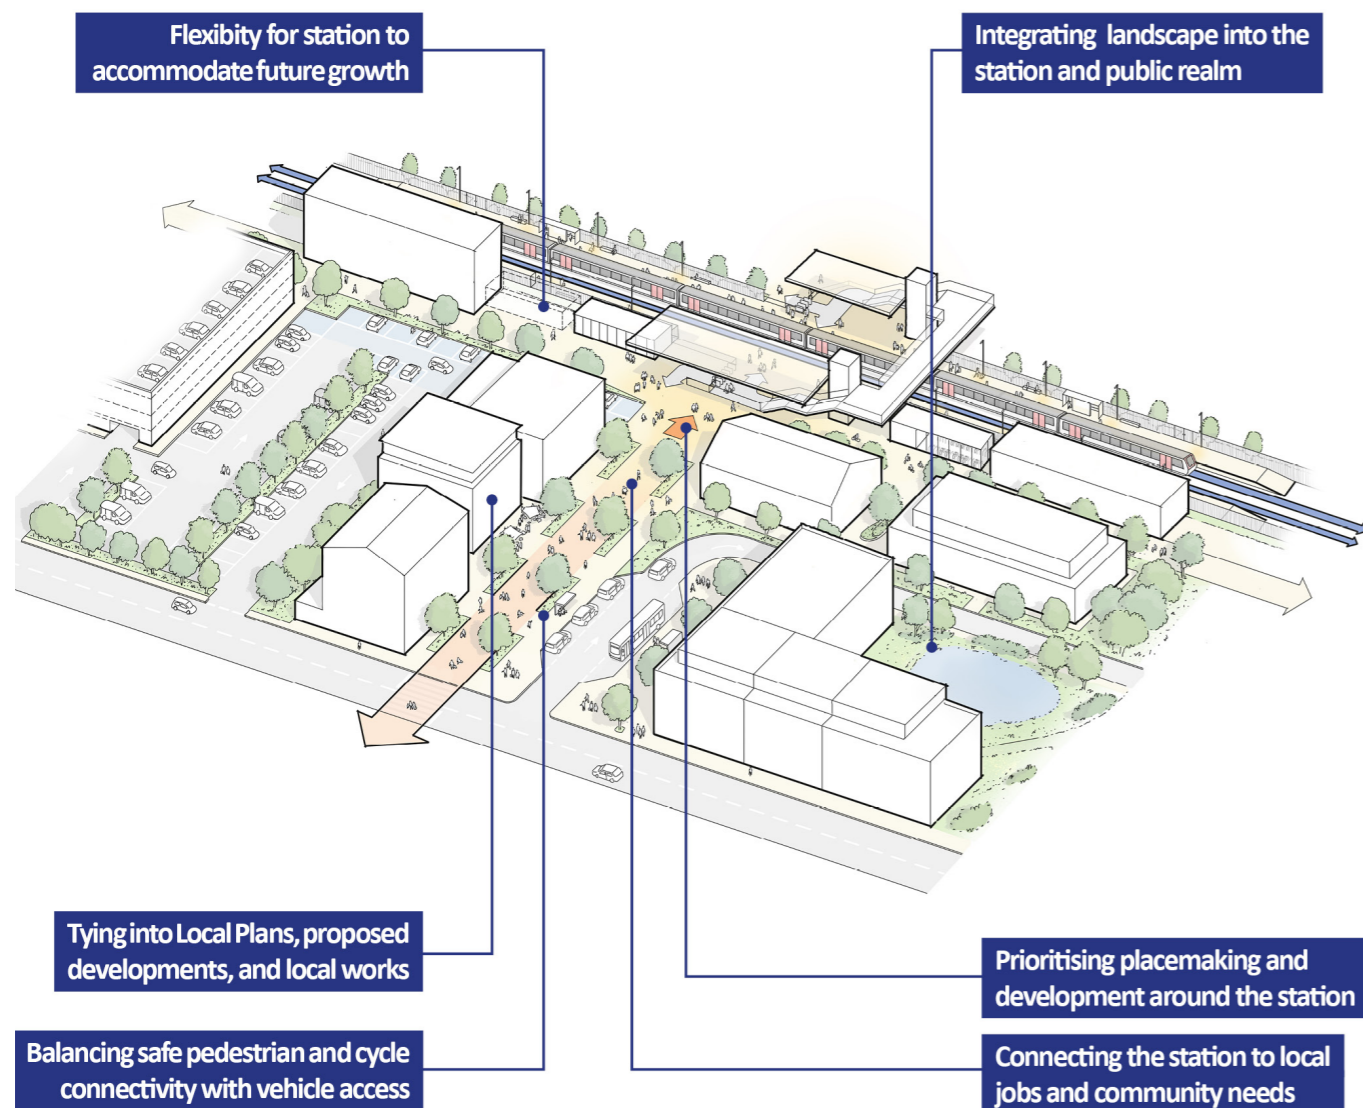 Flexibity for station to
accommodate future growth
Integrating landscape into the
station and public realm
Tying into Local Plans, proposed
developments, and local works
Prioritising placemaking and
development around the station
Balancing safe pedestrian and cycle
connectivity with vehicle access
Connecting the station to local
jobs and community needs